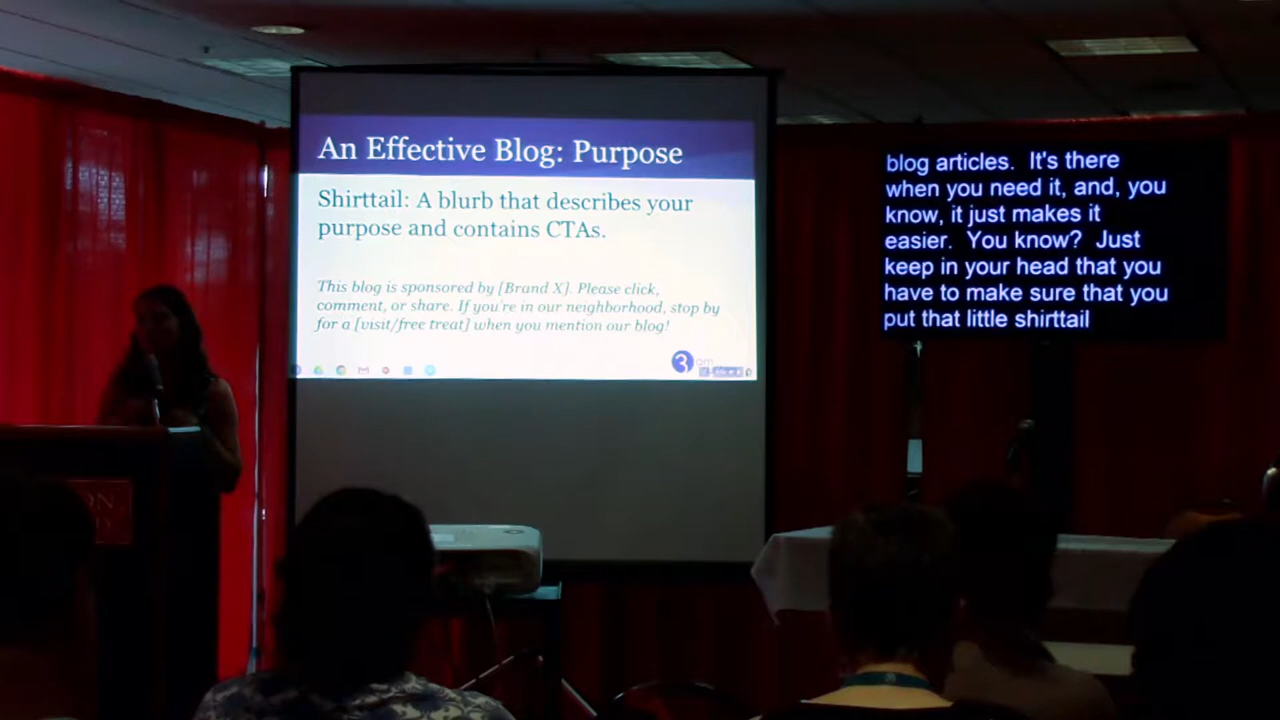 An Effective Blog: Purpose
Shirttail: A blurb that describes your
purpose and contains CTAs.
This blog is sponsored by [Brand X]. Please click,
comment, or share. If you're in our neighborhood, stop by
for a [visit/free treat] when you mention our blog!
3 am
blog articles. It's there
when you need it, and, you
know, it just makes it
easier. You know? Just
keep in your head that you
have to make sure that you
put that little shirttail